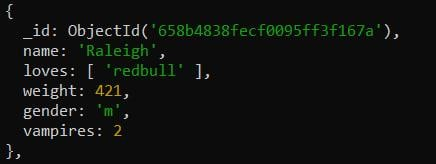 {
  _id: ObjectId('658b4838fecf0095ff3f167a'),
  name: 'Raleigh',
  loves: [ 'redbull' ],
  weight: 421,
  gender: 'm',
  vampires: 2
},